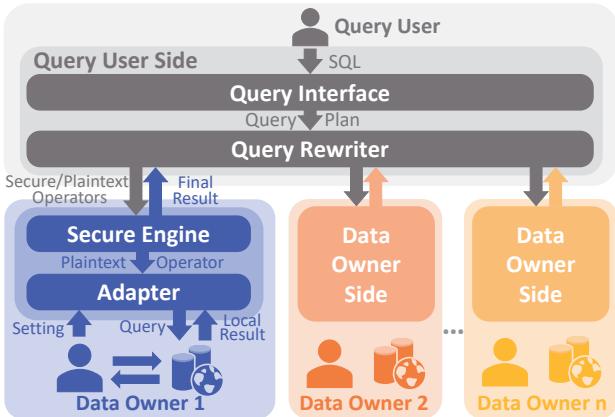 Query User
Query User Side
SQL
Query Interface
Query Plan
Query Rewriter
Secure/Plaintext
Operators
Final
Result
Secure Engine
Plaintext Operator
Adapter
Setting
Query
Local
Result
Data Owner 1
Data
Owner
Side
Data Owner 2
...
Data
Owner
Side
Data Owner n